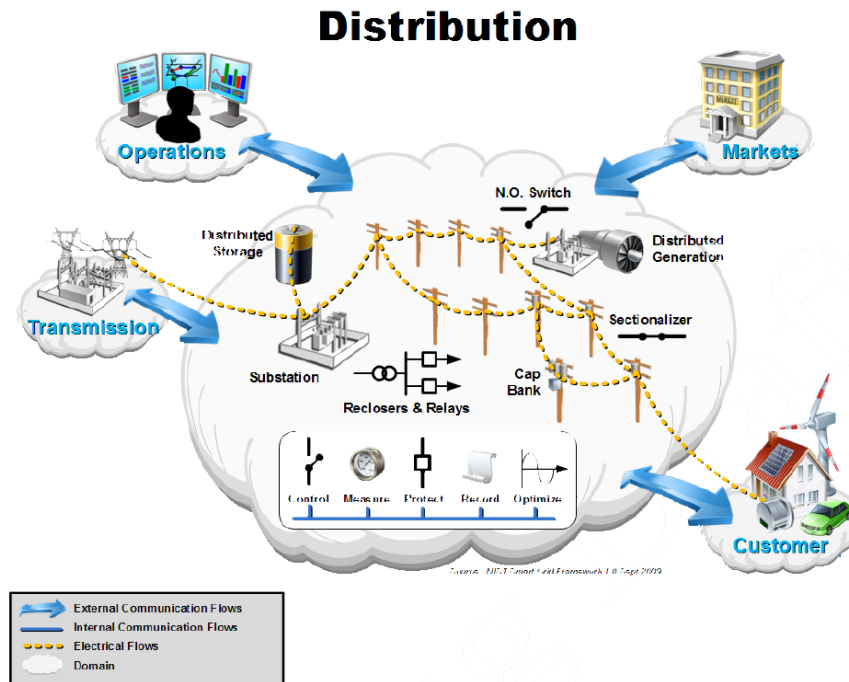 Distribution
Operations
Markets
N.O. Switch
Distributed
Storage
Distributed
Generation
Transmission
Sectionalizer
Substation
Cap
Bank
Reclosers & Relays
MARKET
Control
Measure
Protect
Record
Optimize
Customer
Source: NIST Smart Grid Framework 1.0 Sept 2009
External Communication Flows
Internal Communication Flows
Electrical Flows
Domain